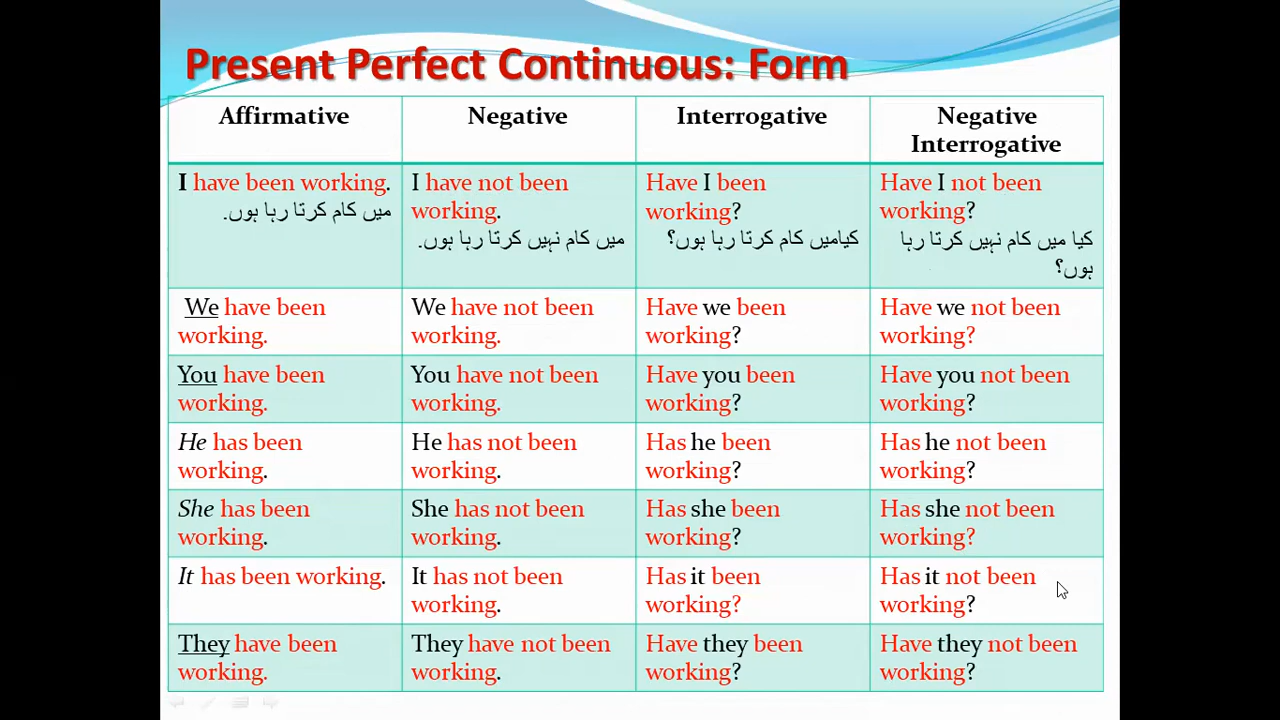 Present Perfect Continuous: Form
Affirmative
Negative
Interrogative
Negative
Interrogative
I have been working.
میں کام کرتا رہا ہوں.
I have not been
working.
میں کام نہیں کرتا رہا ہوں.
Have I been
working?
کیامیں کام کرتا رہا ہوں؟
Have I not been
working?
کیا میں کام نہیں کرتا رہا
ہوں؟
We have been
working.
We have not been
working.
Have we been
working?
Have we not been
working?
You have been
working.
You have not been
working.
Have you been
working?
Have you not been
working?
He has been
working.
He has not been
working.
Has he been
working?
Has he not been
working?
She has been
working.
She has not been
working.
Has she been
working?
Has she not been
working?
It has been working.
It has not been
working.
Has it been
working?
Has it not been
working?
They have been
working.
They have not been
working.
Have they been
working?
Have they not been
working?